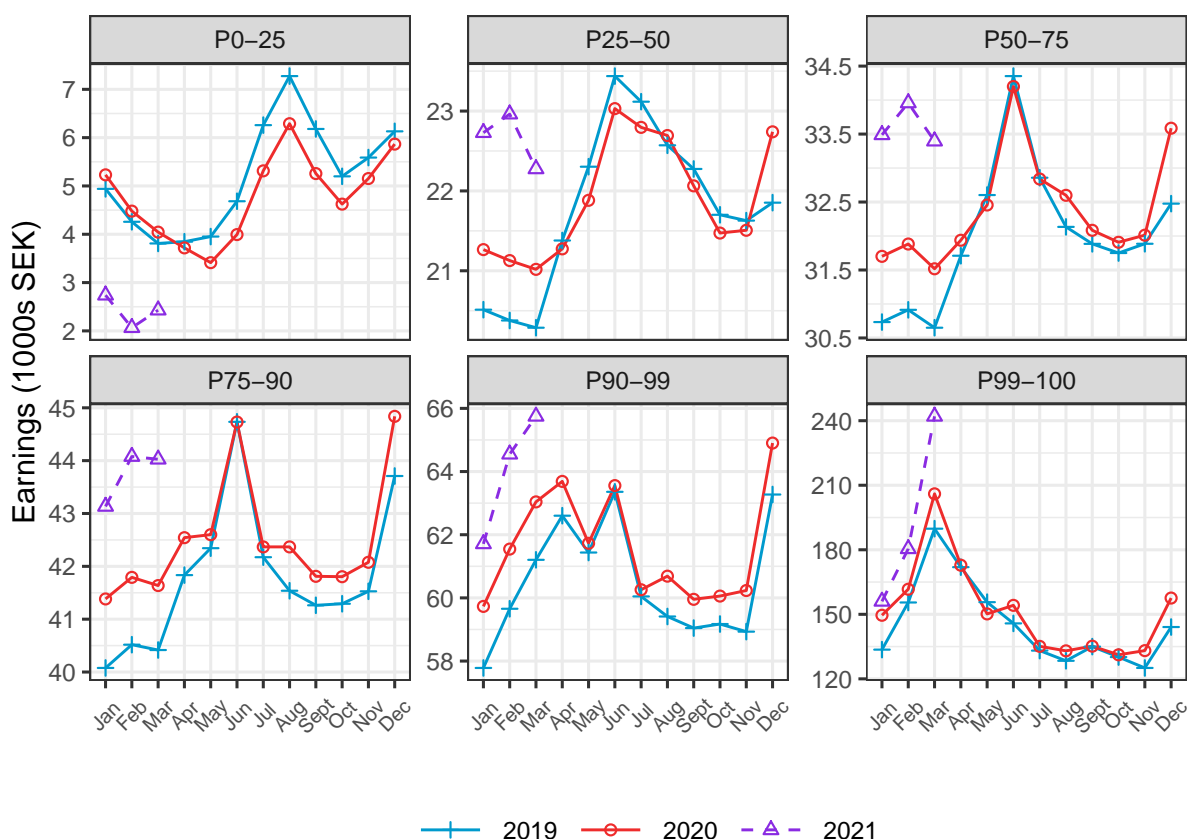 Earnings (1000s SEK)
P0−25
P25−50
P50−75
7
6
5
4
3
2
23
22
21
34.5
33.5
32.5
31.5
30.5
P75−90
P90−99
P99−100
45
44
43
42
41
40
66
64
62
60
58
240
210
180
150
120
Jan Feb Mar Apr May Jun Jul Aug Sept Oct Nov Dec
Jan Feb Mar Apr May Jun Jul Aug Sept Oct Nov Dec
Jan Feb Mar Apr May Jun Jul Aug Sept Oct Nov Dec
2019 2020 2021